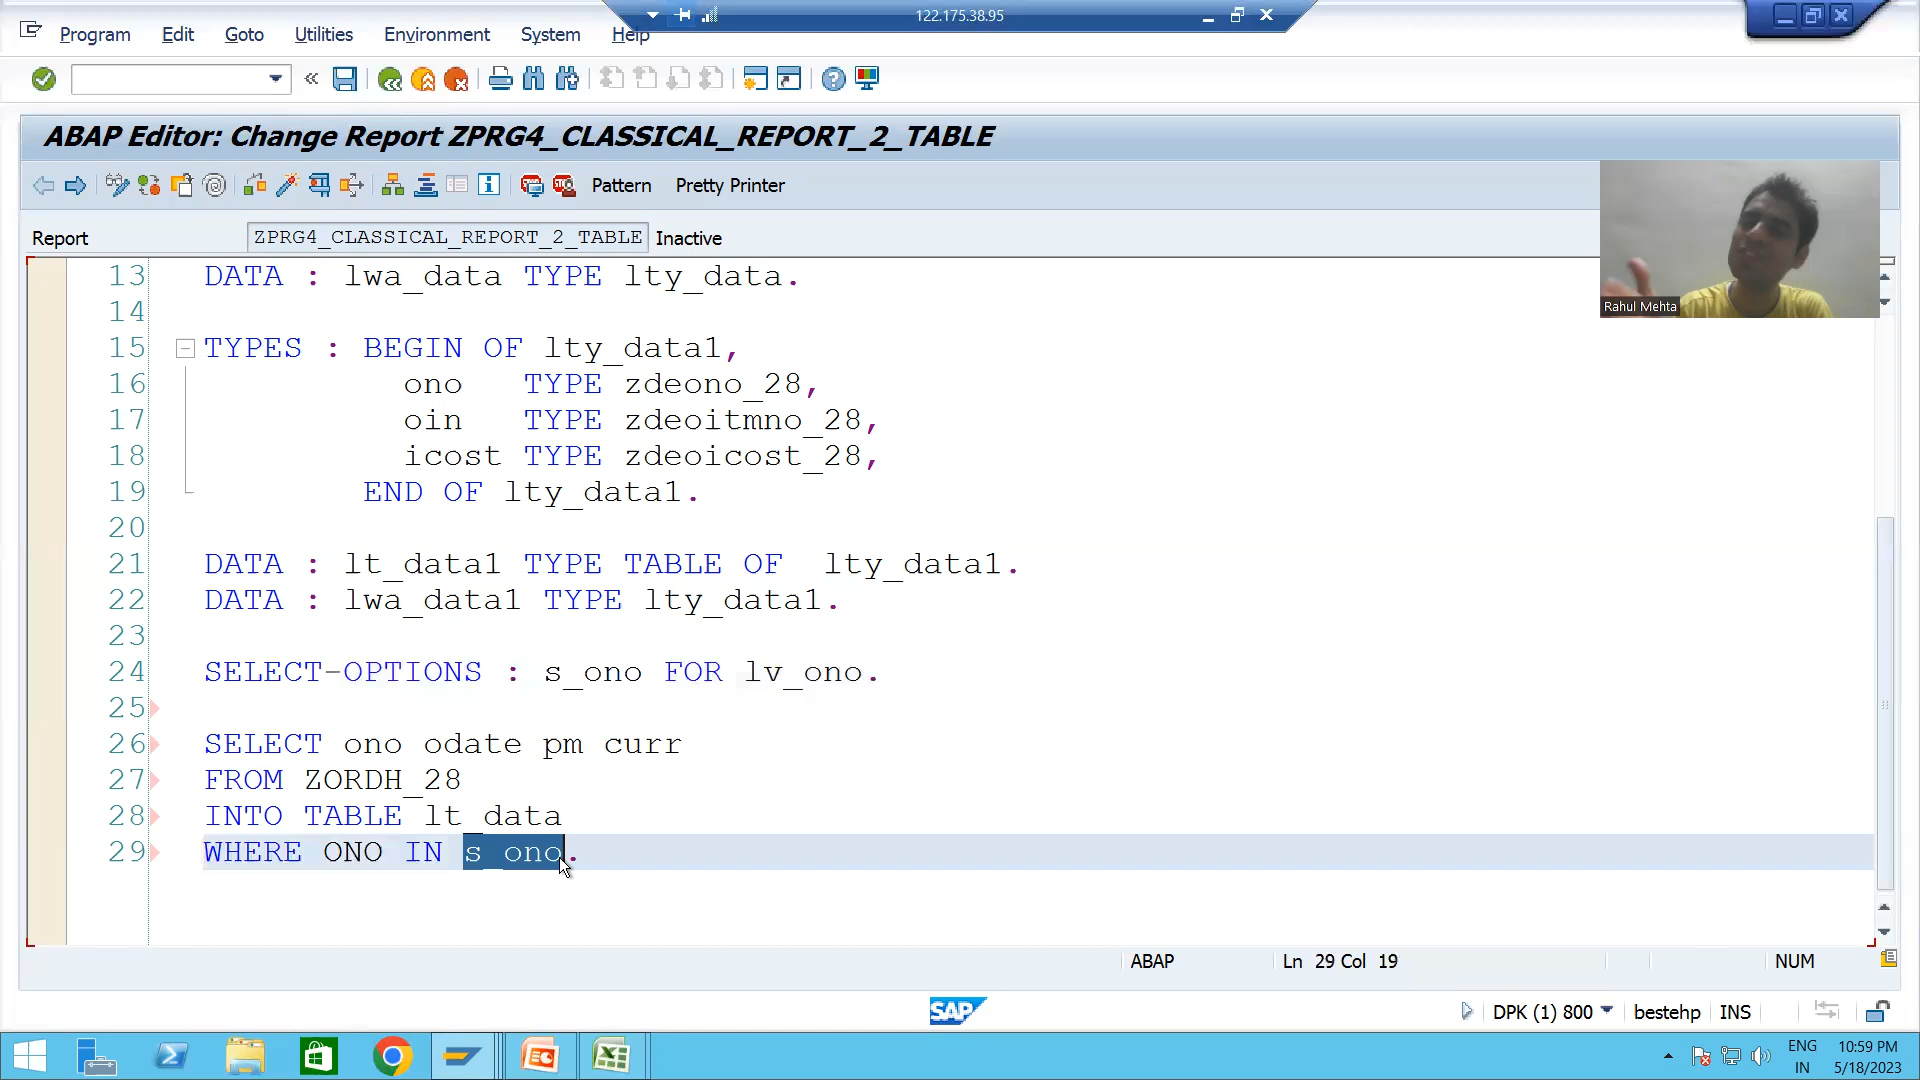 122.175.38.95
Program Edit Goto Utilities Environment System Help
ABAP Editor: Change Report ZPRG4_CLASSICAL_REPORT_2_TABLE
Pattern Pretty Printer
Report ZPRG4_CLASSICAL_REPORT_2_TABLE Inactive
Rahul Mehta
13 DATA : lwa_data TYPE lty_data.
14
15 TYPES : BEGIN OF lty_data1,
16 ono TYPE zdeono_28,
17 oin TYPE zdeoitmno_28,
18 icost TYPE zdeoicost_28,
19 END OF lty_data1.
20
21 DATA : lt_data1 TYPE TABLE OF lty_data1.
22 DATA : lwa_data1 TYPE lty_data1.
23
24 SELECT-OPTIONS : s_ono FOR lv_ono.
25
26 SELECT ono odate pm curr
27 FROM ZORDH_28
28 INTO TABLE lt_data
29 WHERE ONO IN s_ono.
ABAP Ln 29 Col 19 NUM
SAP DPK (1) 800 bestehp INS
ENG 10:59 PM
IN 5/18/2023